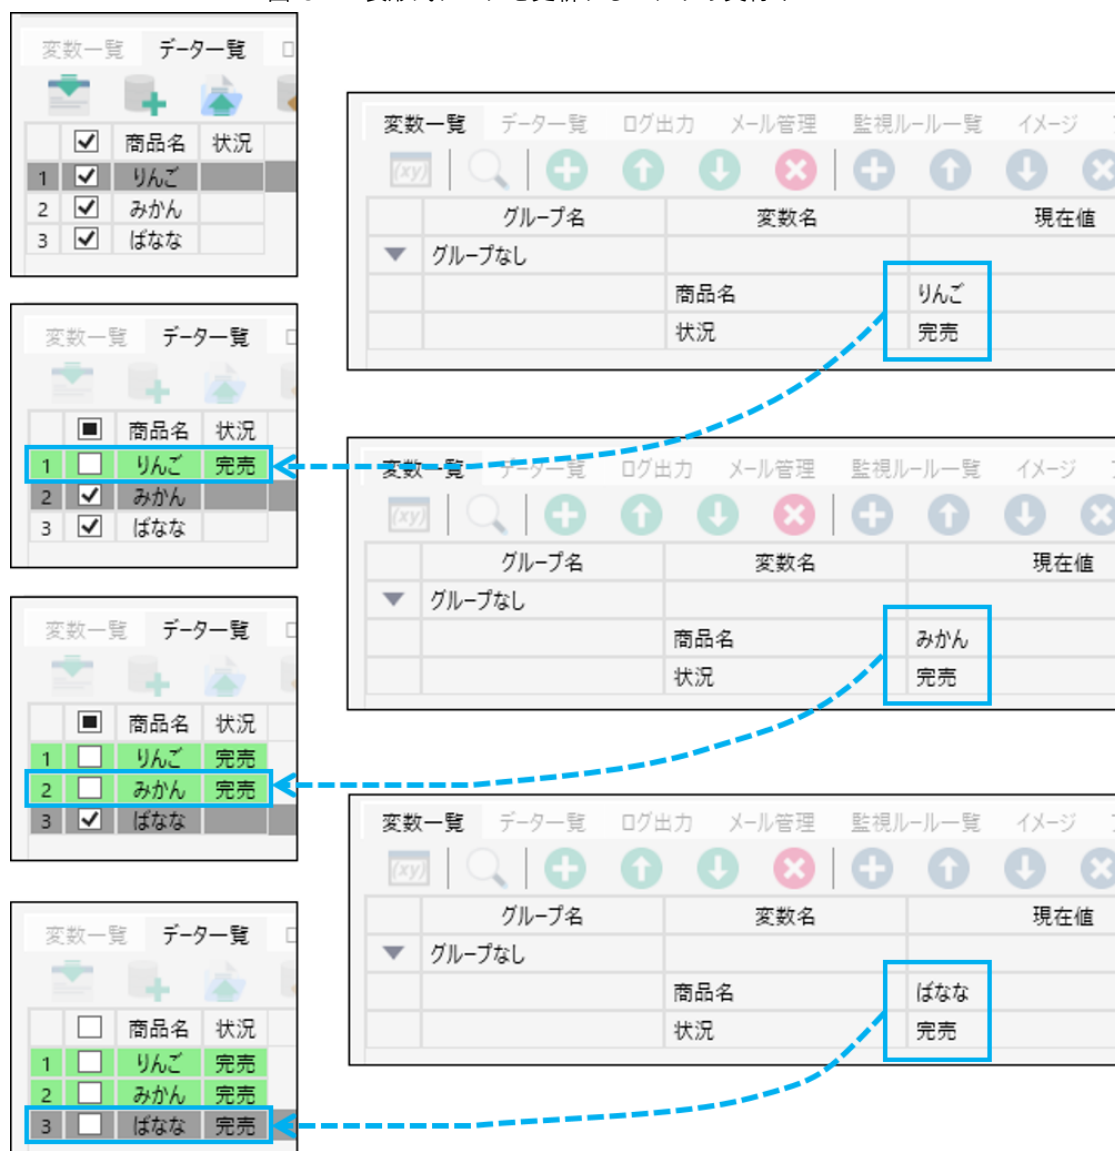 変数一覧 データ一覧
商品名 状況
1 りんご
2 みかん
3 ばなな
変数一覧 データ一覧 ログ出力 メール管理 監視ルール一覧 イメージ
(xy)
グループ名 変数名 現在値
グループなし
商品名 りんご
状況 完売
変数一覧 データ一覧
商品名 状況
1 りんご 完売
2 みかん
3 ばなな
変数一覧 データ一覧 ログ出力 メール管理 監視ルール一覧 イメージ
(xy)
グループ名 変数名 現在値
グループなし
商品名 みかん
状況 完売
変数一覧 データ一覧
商品名 状況
1 りんご 完売
2 みかん 完売
3 ばなな
変数一覧 データ一覧 ログ出力 メール管理 監視ルール一覧 イメージ
(xy)
グループ名 変数名 現在値
グループなし
商品名 ばなな
状況 完売
変数一覧 データ一覧
商品名 状況
1 りんご 完売
2 みかん 完売
3 ばなな 完売